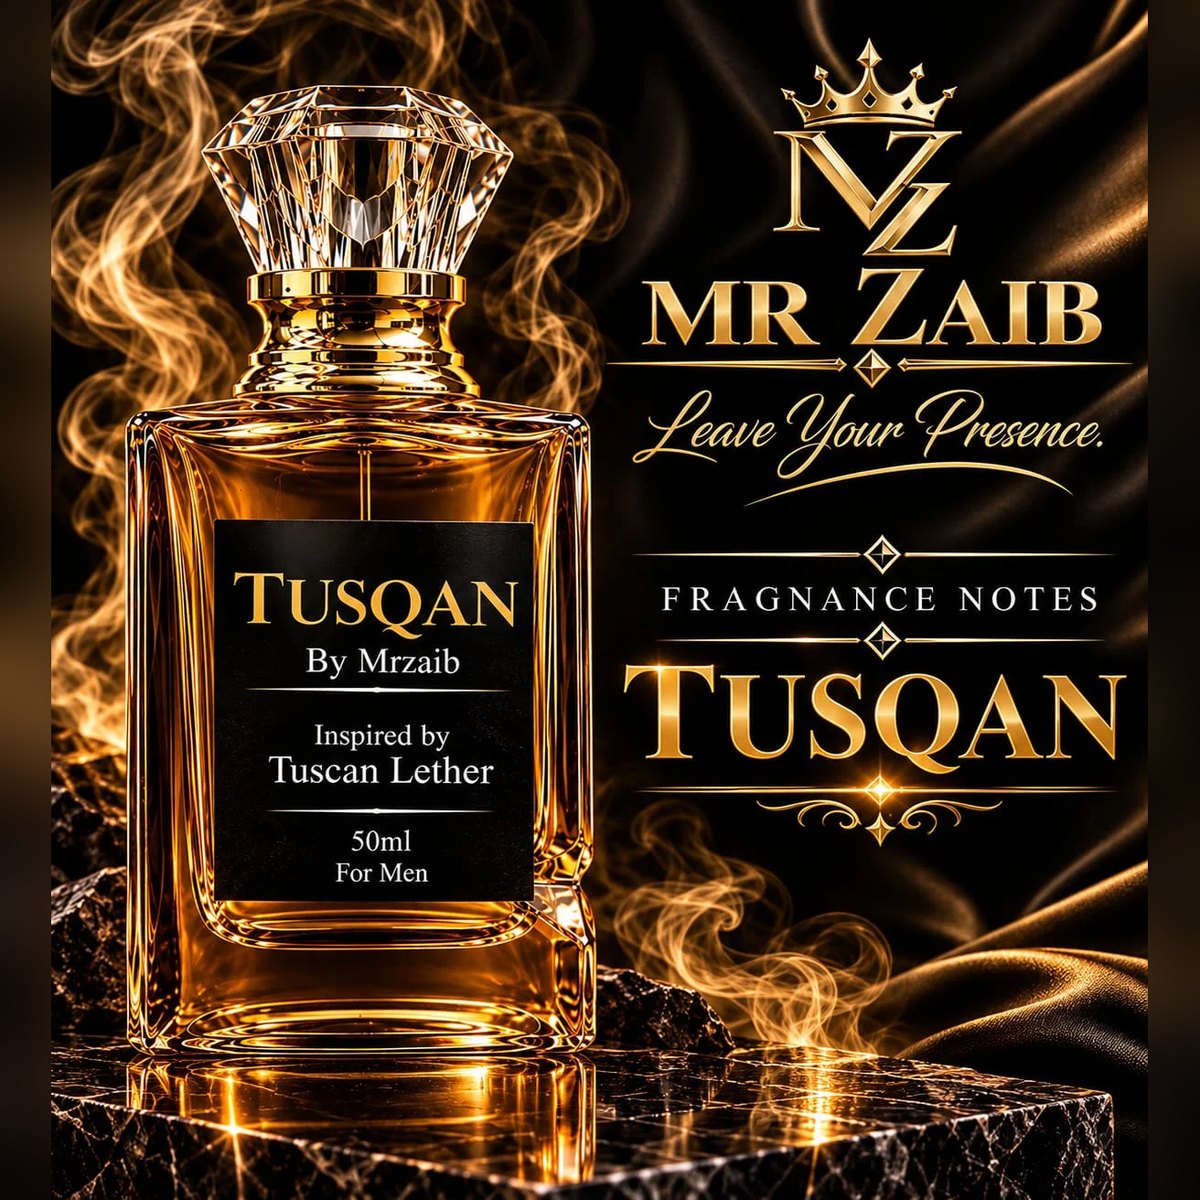 MZ
MR ZAIB
Leave Your Presence.
FRAGNANCE NOTES
TUSQAN
TUSQAN
By Mrzaib
Inspired by
Tuscan Lether
50ml
For Men